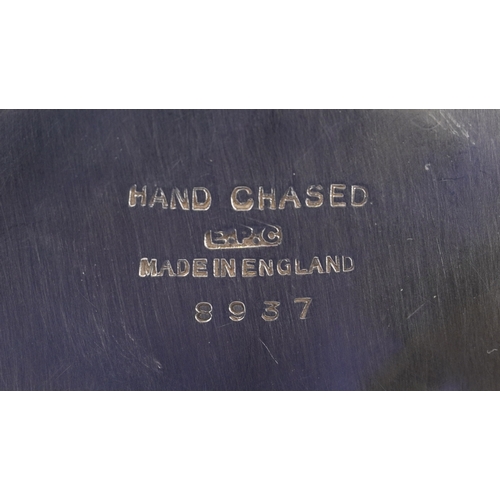 HAND CHASED
E.P.C
MADE IN ENGLAND
8937